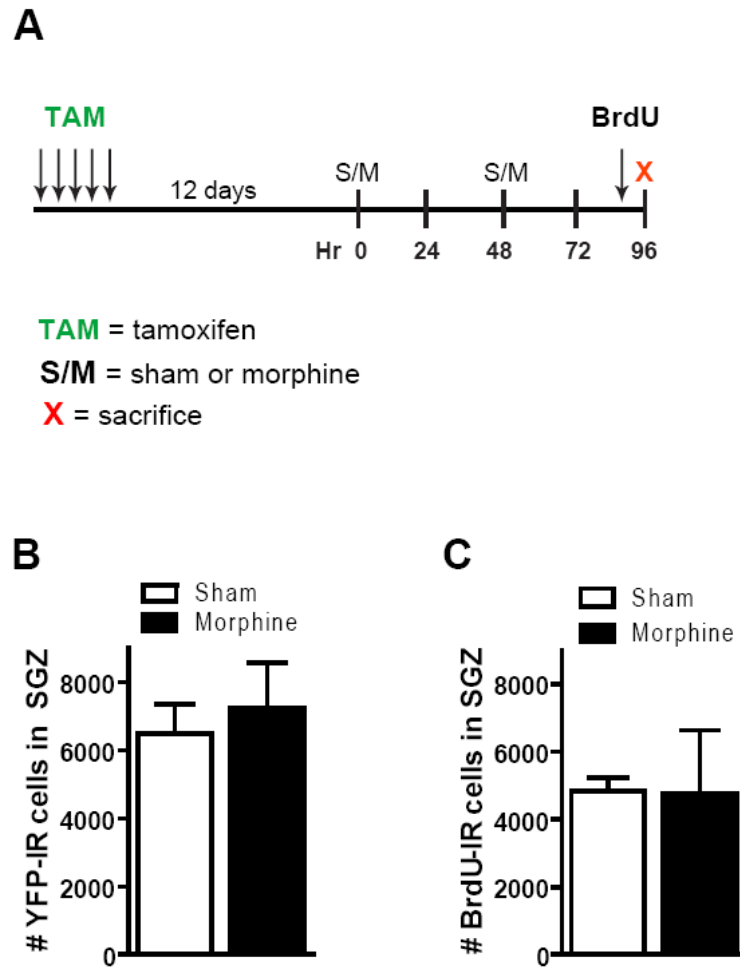 A
TAM BrdU
12 days S/M S/M X
Hr 0 24 48 72 96
TAM = tamoxifen
S/M = sham or morphine
X = sacrifice
B
Sham
Morphine
# YFP-IR cells in SGZ
8000
6000
4000
2000
0
C
Sham
Morphine
# BrdU-IR cells in SGZ
8000
6000
4000
2000
0